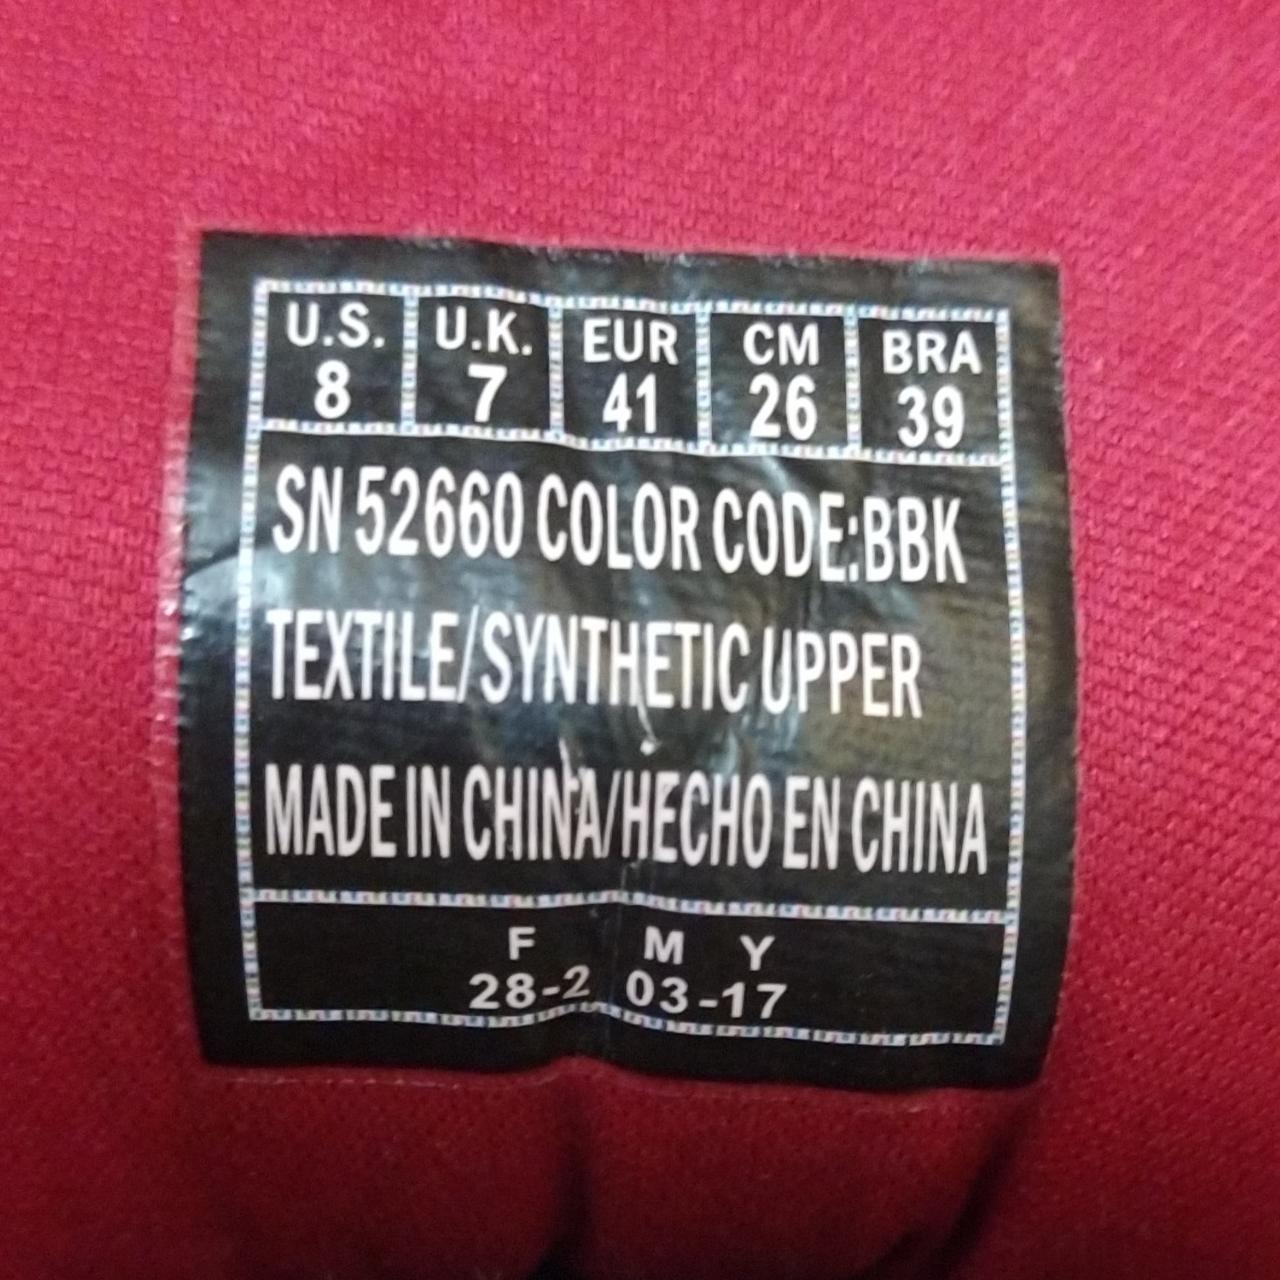 U.S. U.K. EUR CM BRA
8 7 41 26 39
SN 52660 COLOR CODE:BBK
TEXTILE/SYNTHETIC UPPER
MADE IN CHINA/HECHO EN CHINA
F M Y
28-2 03-17